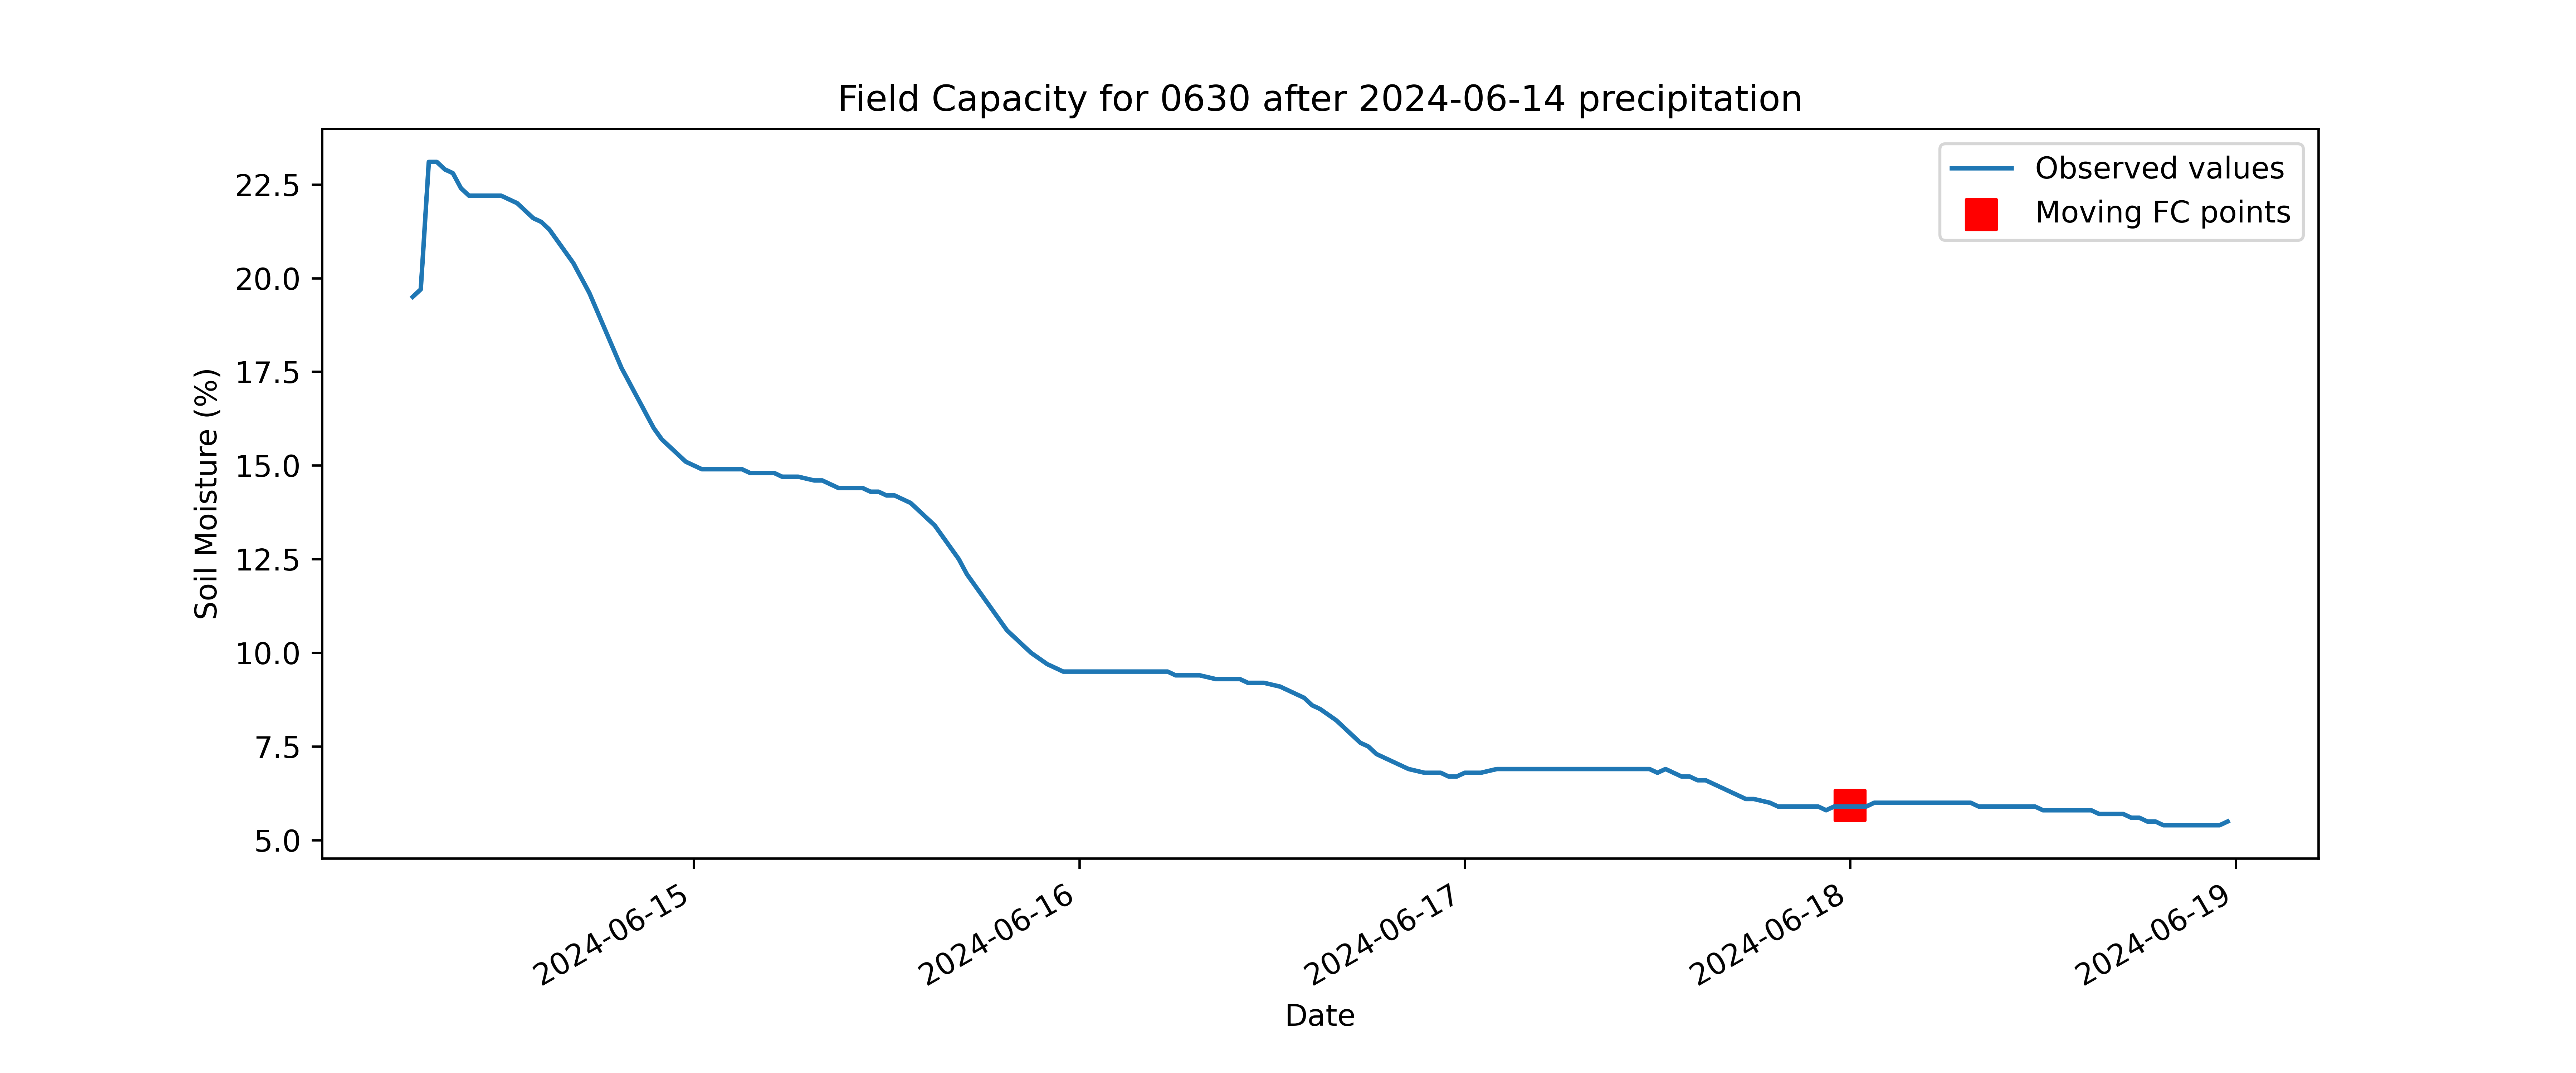 Field Capacity for 0630 after 2024-06-14 precipitation
Observed values
Moving FC points
Soil Moisture (%)
22.5
20.0
17.5
15.0
12.5
10.0
7.5
5.0
2024-06-15
2024-06-16
2024-06-17
2024-06-18
2024-06-19
Date